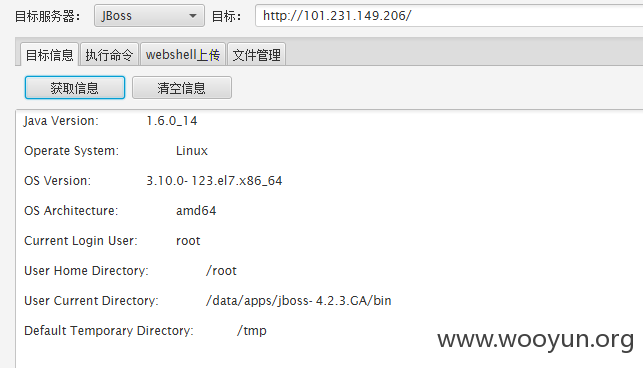 目标服务器： JBoss 目标： http://101.231.149.206/
目标信息 执行命令 webshell上传 文件管理
获取信息 清空信息
Java Version: 1.6.0_14
Operate System: Linux
OS Version: 3.10.0-123.el7.x86_64
OS Architecture: amd64
Current Login User: root
User Home Directory: /root
User Current Directory: /data/apps/jboss-4.2.3.GA/bin
Default Temporary Directory: /tmp
www.wooyun.org